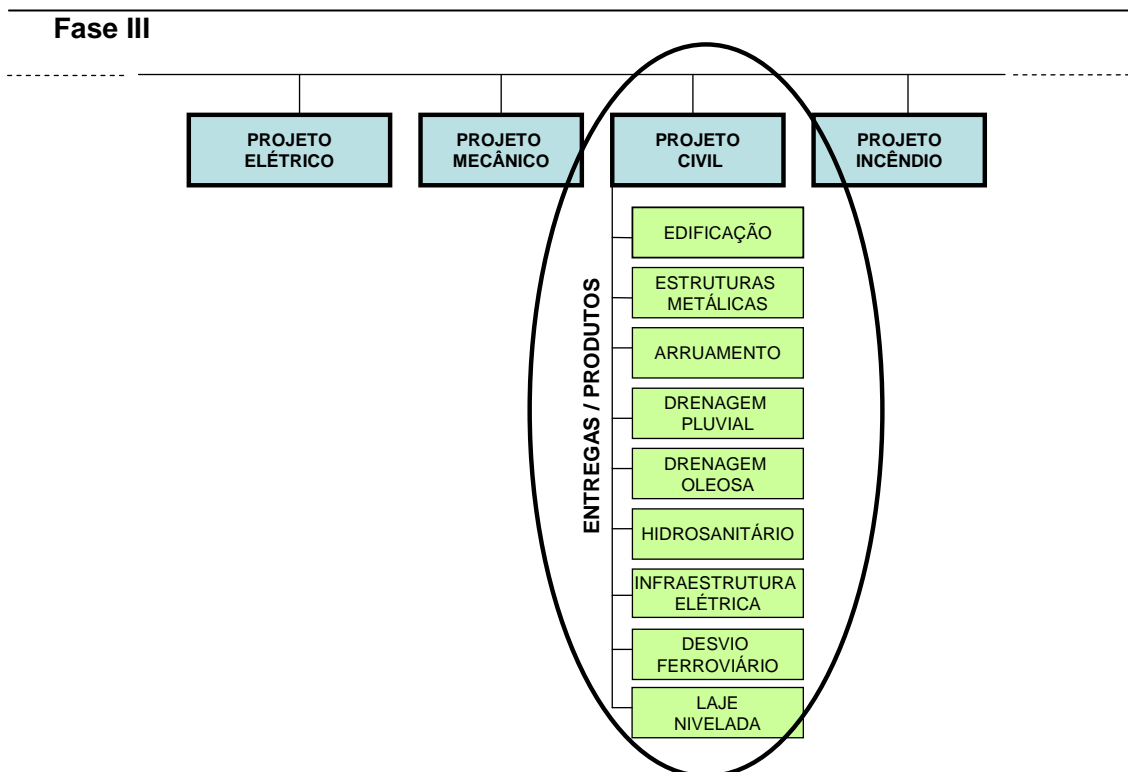 Fase III
PROJETO
ELÉTRICO
PROJETO
MECÂNICO
PROJETO
CIVIL
PROJETO
INCÊNDIO
ENTREGAS / PRODUTOS
EDIFICAÇÃO
ESTRUTURAS
METÁLICAS
ARRUAMENTO
DRENAGEM
PLUVIAL
DRENAGEM
OLEOSA
HIDROSANITÁRIO
INFRAESTRUTURA
ELÉTRICA
DESVIO
FERROVIÁRIO
LAJE
NIVELADA